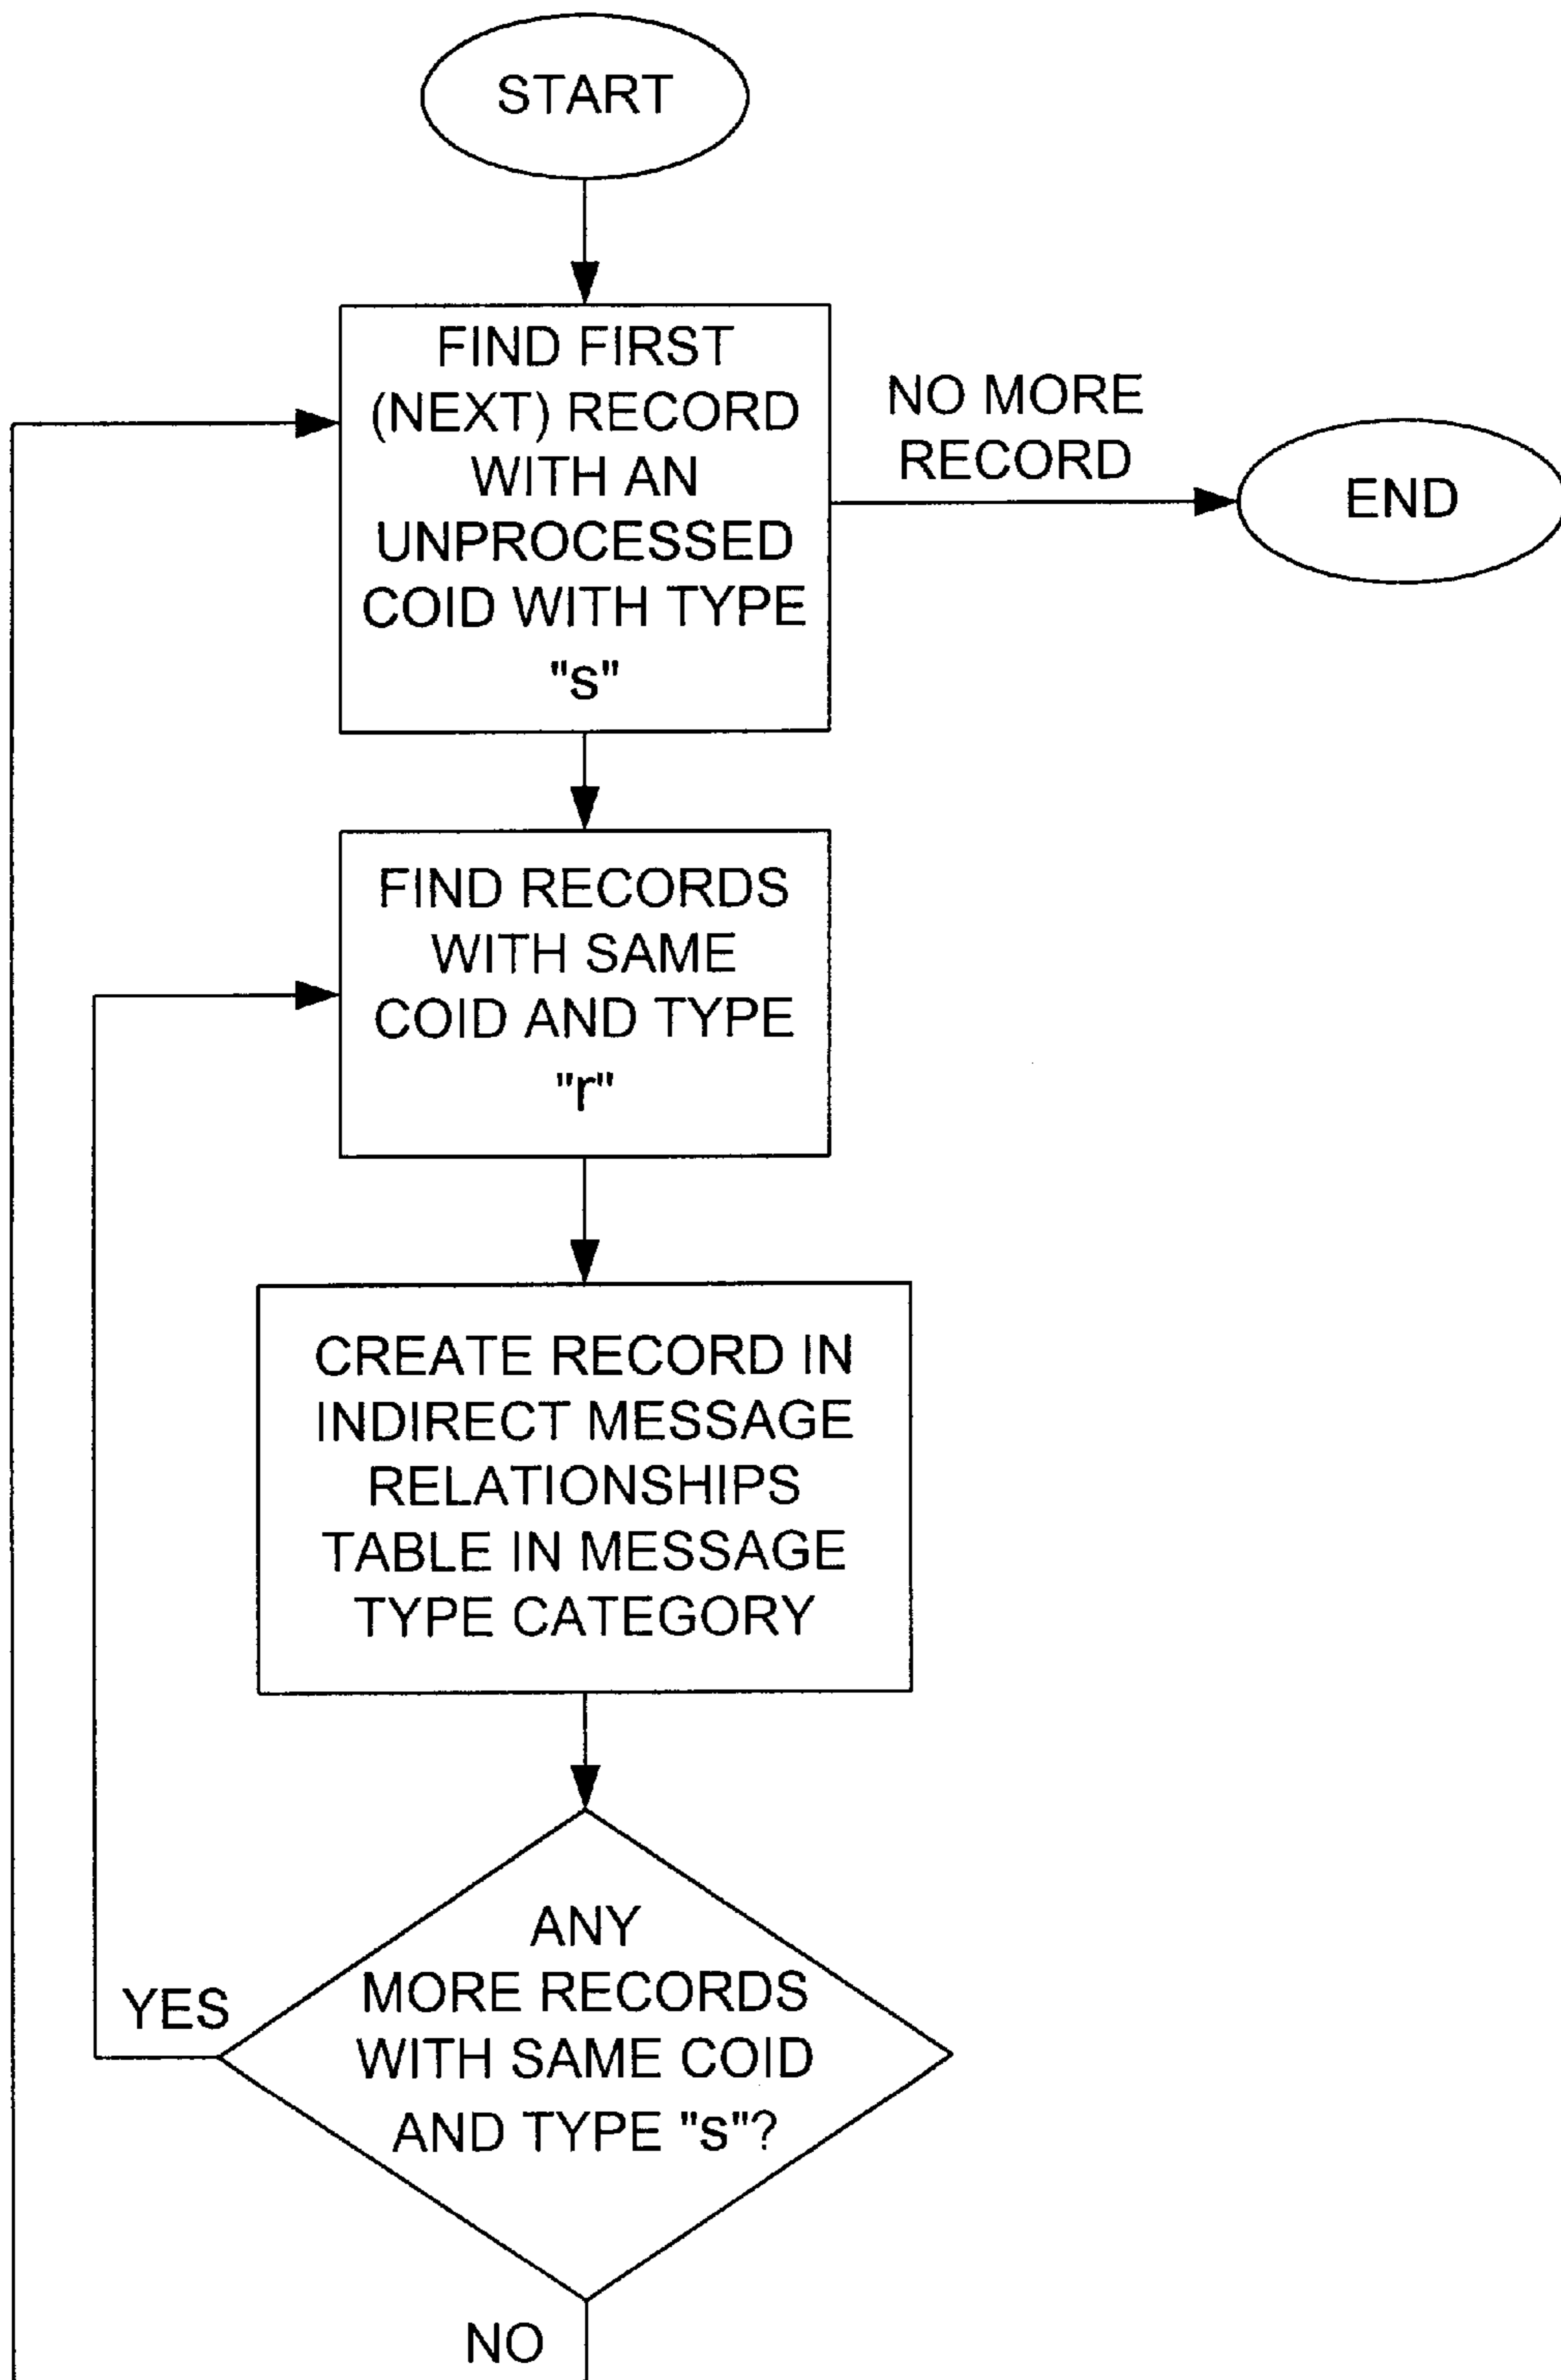 START
FIND FIRST
(NEXT) RECORD
WITH AN
UNPROCESSED
COID WITH TYPE
"s"
NO MORE
RECORD
END
FIND RECORDS
WITH SAME
COID AND TYPE
"r"
CREATE RECORD IN
INDIRECT MESSAGE
RELATIONSHIPS
TABLE IN MESSAGE
TYPE CATEGORY
ANY
MORE RECORDS
WITH SAME COID
AND TYPE "s"?
YES
NO